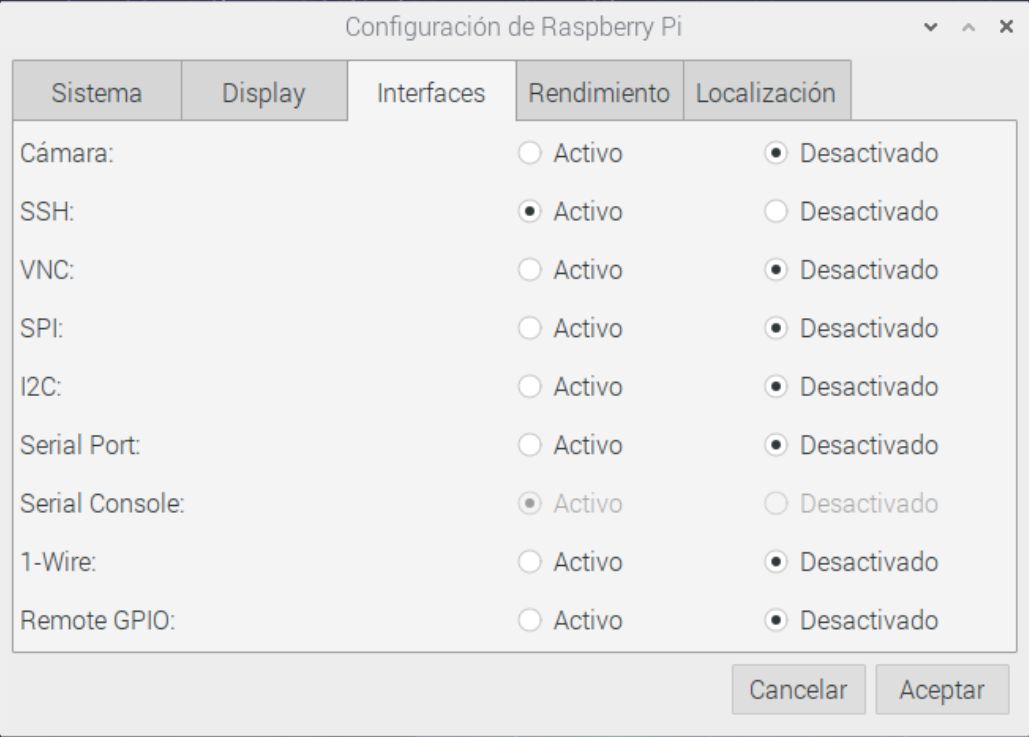 Configuración de Raspberry Pi
Sistema Display Interfaces Rendimiento Localización
Cámara: Activo Desactivado
SSH: Activo Desactivado
VNC: Activo Desactivado
SPI: Activo Desactivado
I2C: Activo Desactivado
Serial Port: Activo Desactivado
Serial Console: Activo Desactivado
1-Wire: Activo Desactivado
Remote GPIO: Activo Desactivado
Cancelar Aceptar